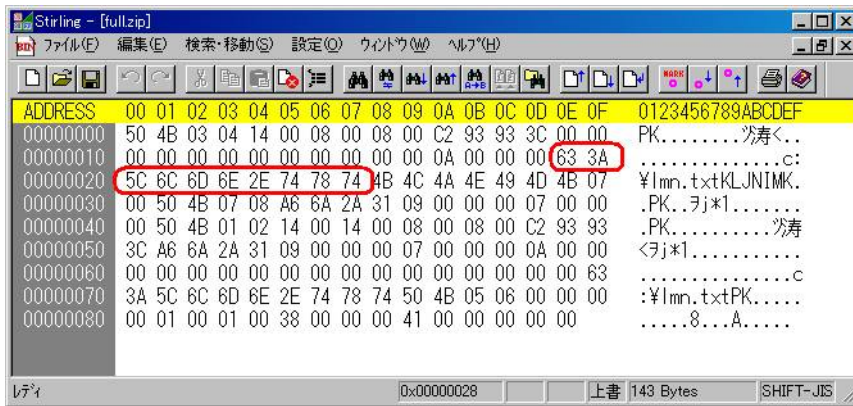 Stirling - [full.zip]
ファイル(F) 編集(E) 検索・移動(S) 設定(O) ウィンドウ(W) ヘルプ(H)
ADDRESS 00 01 02 03 04 05 06 07 08 09 0A 0B 0C 0D 0E 0F 0123456789ABCDEF
00000000 50 4B 03 04 14 00 08 00 08 00 C2 93 93 3C 00 00 PK........ツ禱<..
00000010 00 00 00 00 00 00 00 00 00 00 0A 00 00 00 63 3A ..............c:
00000020 5C 6C 6D 6E 2E 74 78 74 4B 4C 4A 4E 49 4D 4B 07 ¥lmn.txtKLJNIMK.
00000030 00 50 4B 07 08 A6 6A 2A 31 09 00 00 00 07 00 00 .PK..ヲj*1.......
00000040 00 50 4B 01 02 14 00 14 00 08 00 08 00 C2 93 93 .PK..........ツ禱
00000050 3C A6 6A 2A 31 09 00 00 00 07 00 00 00 0A 00 00 <ヲj*1...........
00000060 00 00 00 00 00 00 00 00 00 00 00 00 00 00 00 63 ...............c
00000070 3A 5C 6C 6D 6E 2E 74 78 74 50 4B 05 06 00 00 00 :¥lmn.txtPK.....
00000080 00 01 00 01 00 38 00 00 00 41 00 00 00 00 00 .....8...A.....
レディ 0x00000028 上書 143 Bytes SHIFT-JIS